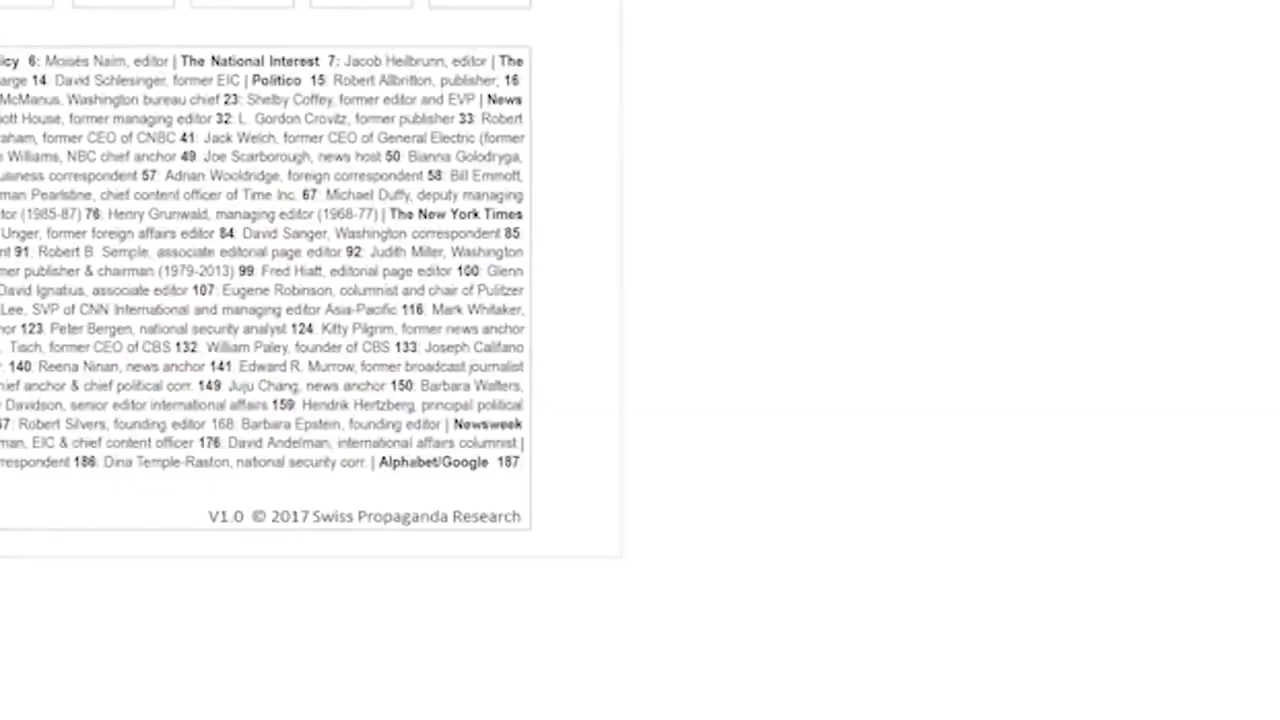 icy 6: Moisés Naím, editor | The National Interest 7: Jacob Heilbrunn, editor | The
arge 14: David Schlesinger, former EIC | Politico 15: Robert Allbritton, publisher; 16
McManus, Washington bureau chief 23: Shelby Coffey, former editor and EVP | News
iott House, former managing editor 32: L. Gordon Crovitz, former publisher 33: Robert
raham, former CEO of CNBC 41: Jack Welch, former CEO of General Electric (former
Williams, NBC chief anchor 49: Joe Scarborough, news host 50: Bianna Golodryga,
usiness correspondent 57: Adrian Wooldridge, foreign correspondent 58: Bill Emmott,
man Pearlstine, chief content officer of Time Inc. 67: Michael Duffy, deputy managing
tor (1985-87) 76: Henry Grunwald, managing editor (1968-77) | The New York Times
Unger, former foreign affairs editor 84: David Sanger, Washington correspondent 85:
nt 91: Robert B. Semple, associate editorial page editor 92: Judith Miller, Washington
mer publisher & chairman (1979-2013) 99: Fred Hiatt, editorial page editor 100: Glenn
David Ignatius, associate editor 107: Eugene Robinson, columnist and chair of Pulitzer
Lee, SVP of CNN International and managing editor Asia-Pacific 116: Mark Whitaker,
or 123: Peter Bergen, national security analyst 124: Kitty Pilgrim, former news anchor
. Tisch, former CEO of CBS 132: William Paley, founder of CBS 133: Joseph Califano
r. 140: Reena Ninan, news anchor 141: Edward R. Murrow, former broadcast journalist
hief anchor & chief political corr. 149: Juju Chang, news anchor 150: Barbara Walters,
Davidson, senior editor international affairs 159: Hendrik Hertzberg, principal political
67: Robert Silvers, founding editor 168: Barbara Epstein, founding editor | Newsweek
man, EIC & chief content officer 176: David Andelman, international affairs columnist |
respondent 186: Dina Temple-Raston, national security corr. | Alphabet/Google 187:
V1.0 © 2017 Swiss Propaganda Research